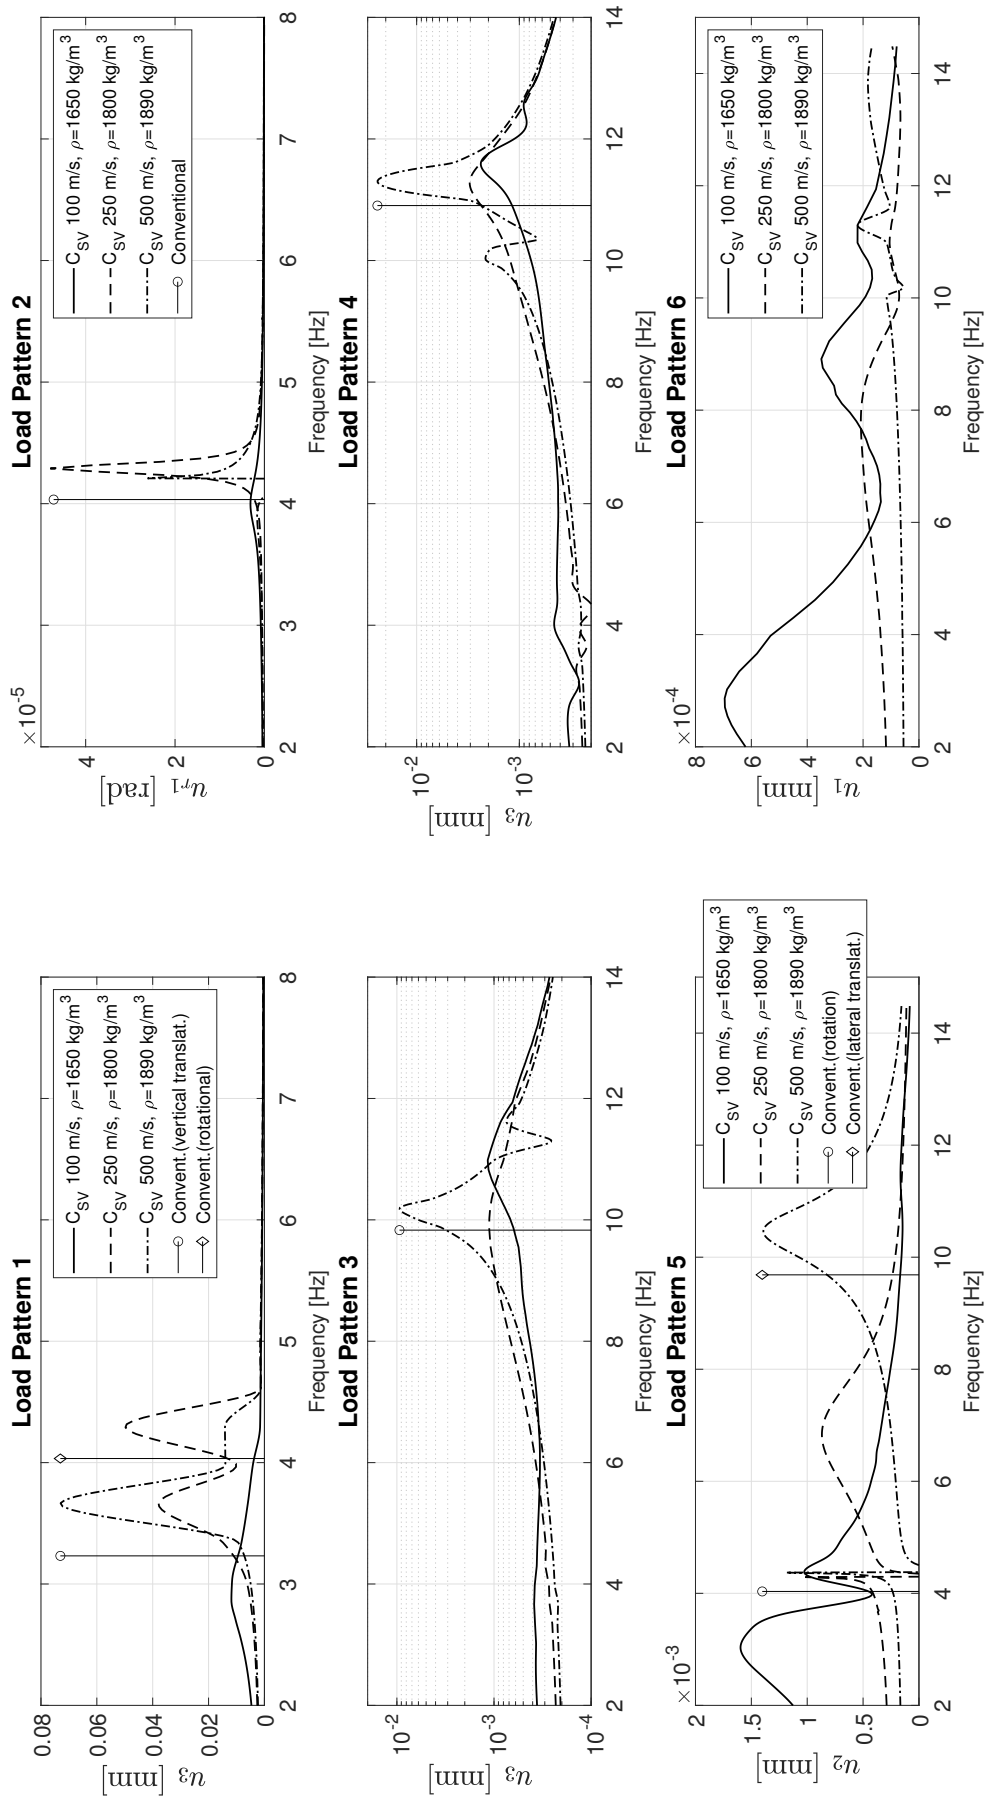 Load Pattern 1
u₃ [mm]
0.08
0.06
0.04
0.02
0
2 3 4 5 6 7 8
Frequency [Hz]
C_SV 100 m/s, ρ=1650 kg/m³
C_SV 250 m/s, ρ=1800 kg/m³
C_SV 500 m/s, ρ=1890 kg/m³
Convent.(vertical translat.)
Convent.(rotational)
Load Pattern 2
×10⁻⁵
u_r1 [rad]
4
2
0
2 3 4 5 6 7 8
Frequency [Hz]
C_SV 100 m/s, ρ=1650 kg/m³
C_SV 250 m/s, ρ=1800 kg/m³
C_SV 500 m/s, ρ=1890 kg/m³
Conventional
Load Pattern 3
u₃ [mm]
10⁻²
10⁻³
10⁻⁴
2 4 6 8 10 12 14
Frequency [Hz]
Load Pattern 4
u₃ [mm]
10⁻²
10⁻³
2 4 6 8 10 12 14
Frequency [Hz]
Load Pattern 5
×10⁻³
u₂ [mm]
2
1.5
1
0.5
0
2 4 6 8 10 12 14
Frequency [Hz]
C_SV 100 m/s, ρ=1650 kg/m³
C_SV 250 m/s, ρ=1800 kg/m³
C_SV 500 m/s, ρ=1890 kg/m³
Convent.(rotation)
Convent.(lateral translat.)
Load Pattern 6
×10⁻⁴
u₁ [mm]
8
6
4
2
0
2 4 6 8 10 12 14
Frequency [Hz]
C_SV 100 m/s, ρ=1650 kg/m³
C_SV 250 m/s, ρ=1800 kg/m³
C_SV 500 m/s, ρ=1890 kg/m³